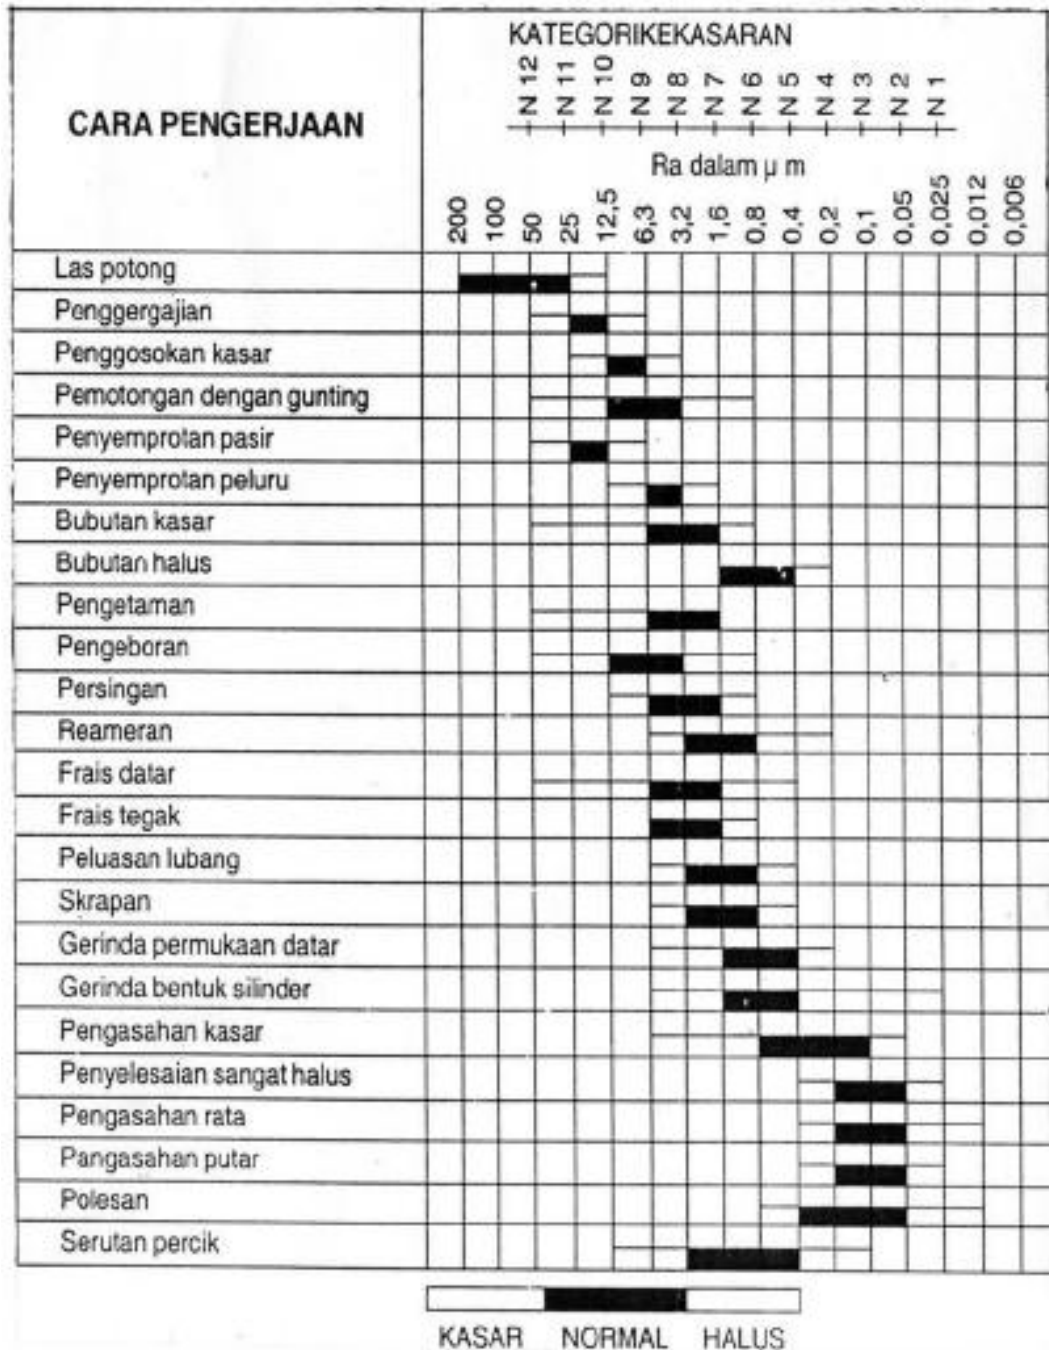 KATEGORIKEKASARAN
N 12 N 11 N 10 N 9 N 8 N 7 N 6 N 5 N 4 N 3 N 2 N 1
CARA PENGERJAAN
Ra dalam µ m
200 100 50 25 12,5 6,3 3,2 1,6 0,8 0,4 0,2 0,1 0,05 0,025 0,012 0,006
Las potong
Penggergajian
Penggosokan kasar
Pemotongan dengan gunting
Penyemprotan pasir
Penyemprotan peluru
Bubutan kasar
Bubutan halus
Pengetaman
Pengeboran
Persingan
Reameran
Frais datar
Frais tegak
Peluasan lubang
Skrapan
Gerinda permukaan datar
Gerinda bentuk silinder
Pengasahan kasar
Penyelesaian sangat halus
Pengasahan rata
Pangasahan putar
Polesan
Serutan percik
KASAR NORMAL HALUS